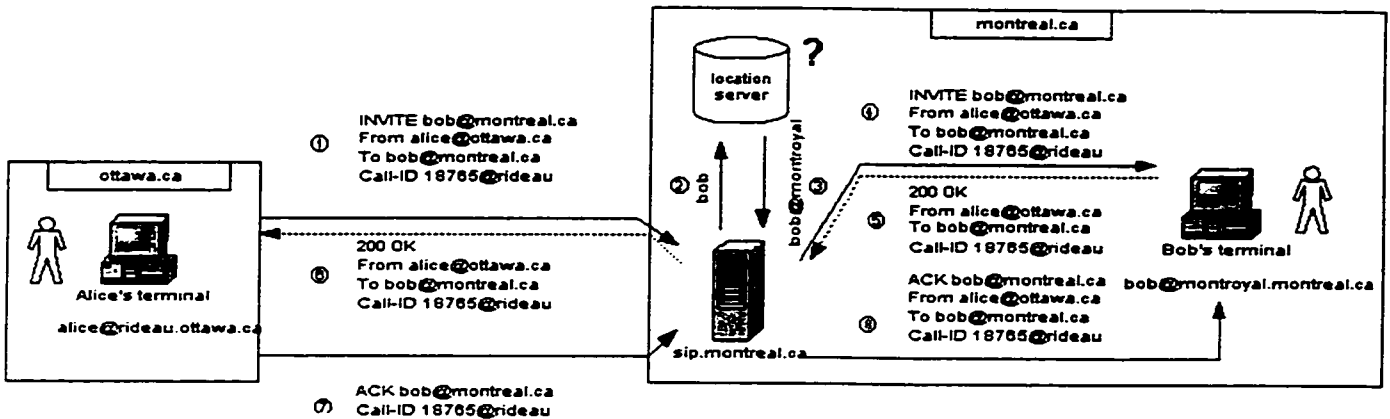 montreal.ca
?
location
server
① INVITE bob@montreal.ca
From alice@ottawa.ca
To bob@montreal.ca
Call-ID 18765@rideau
ottawa.ca
Alice's terminal
alice@rideau.ottawa.ca
② bob
bob@montroyal ③
④ INVITE bob@montreal.ca
From alice@ottawa.ca
To bob@montreal.ca
Call-ID 18765@rideau
⑤ 200 OK
From alice@ottawa.ca
To bob@montreal.ca
Call-ID 18765@rideau
Bob's terminal
bob@montroyal.montreal.ca
⑥ 200 OK
From alice@ottawa.ca
To bob@montreal.ca
Call-ID 18765@rideau
sip.montreal.ca
⑦ ACK bob@montreal.ca
Call-ID 18765@rideau
⑧ ACK bob@montreal.ca
From alice@ottawa.ca
To bob@montreal.ca
Call-ID 18765@rideau